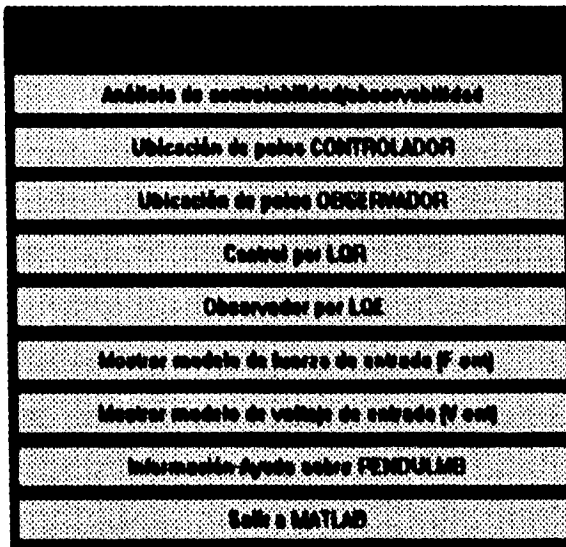 Análisis de controlabilidad/observabilidad
Ubicación de polos CONTROLADOR
Ubicación de polos OBSERVADOR
Control por LQR
Observador por LQE
Mostrar modelo de fuerza de entrada (F ent)
Mostrar modelo de voltaje de entrada (V ent)
Información-Ayuda sobre PENDULMB
Salir a MATLAB